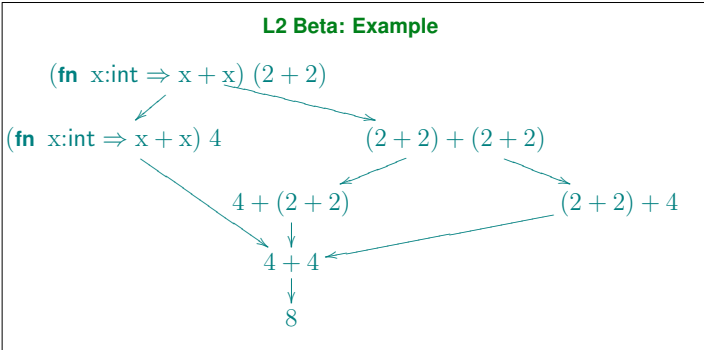 L2 Beta: Example
(fn x:int ⇒ x + x) (2 + 2)
(fn x:int ⇒ x + x) 4
(2 + 2) + (2 + 2)
4 + (2 + 2)
(2 + 2) + 4
4 + 4
8